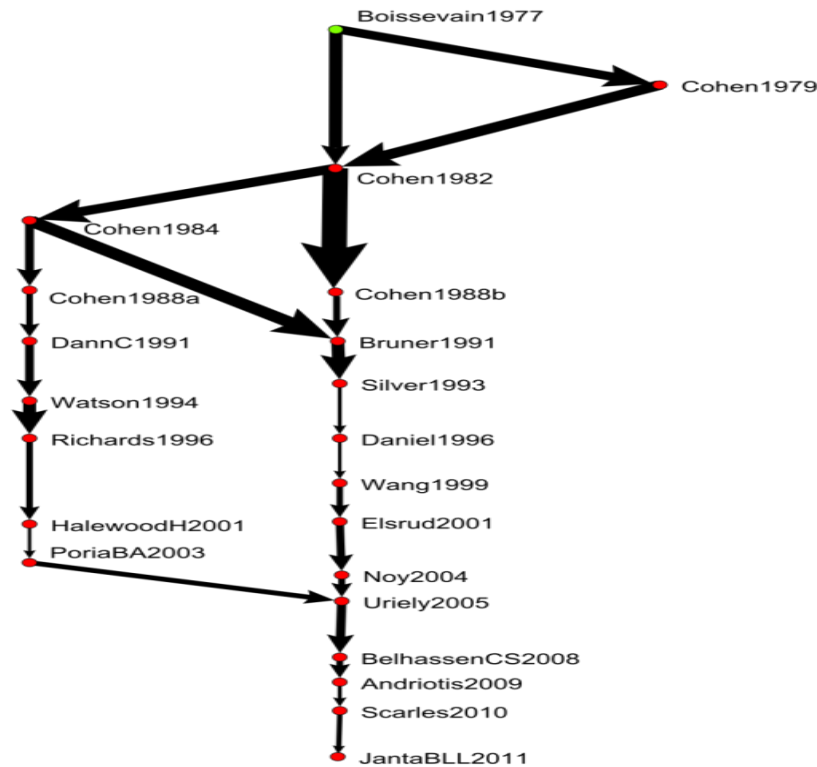 Boissevain1977
Cohen1979
Cohen1982
Cohen1984
Cohen1988a
Cohen1988b
DannC1991
Bruner1991
Silver1993
Watson1994
Richards1996
Daniel1996
Wang1999
HalewoodH2001
Elsrud2001
PoriaBA2003
Noy2004
Uriely2005
BelhassenCS2008
Andriotis2009
Scarles2010
JantaBLL2011